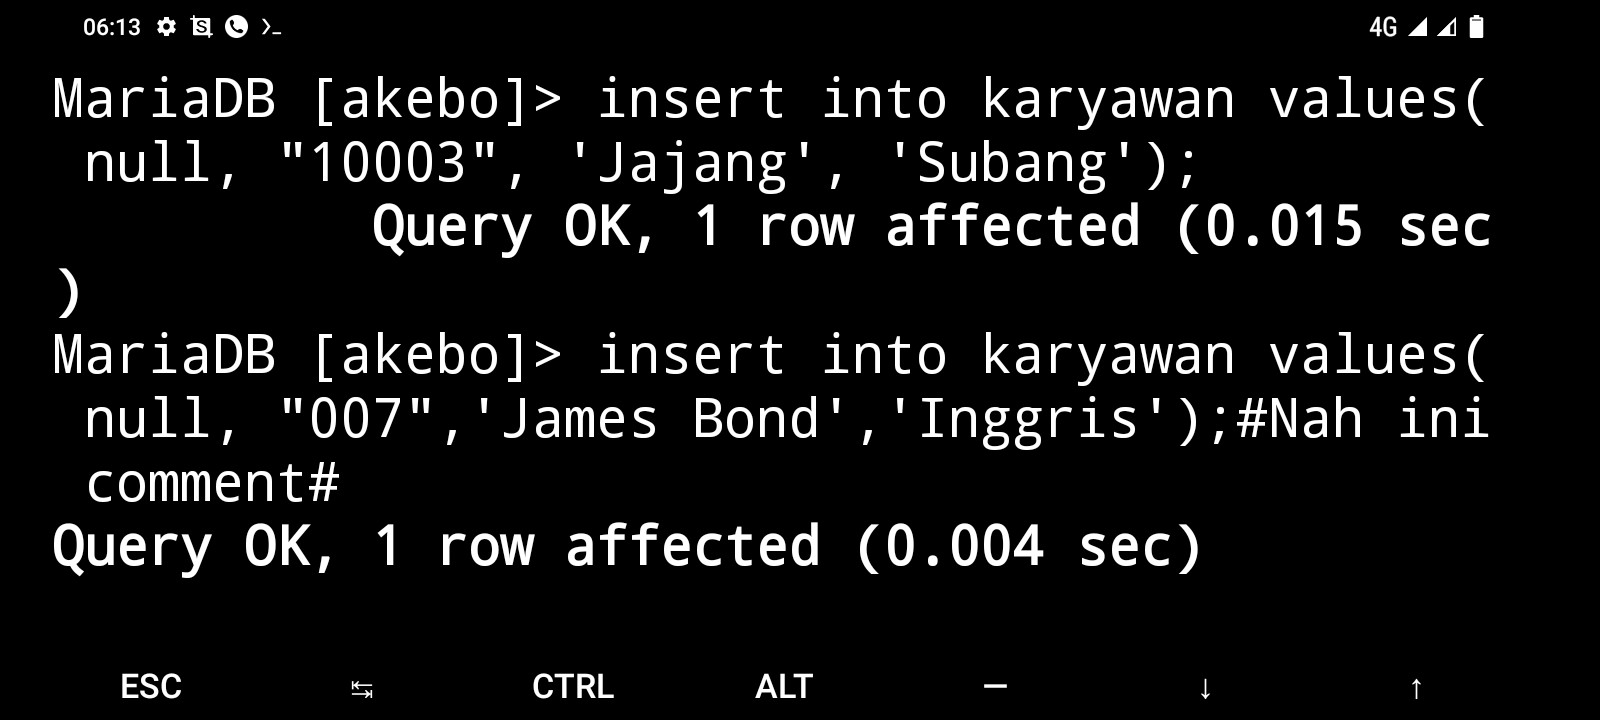 06:13 4G
MariaDB [akebo]> insert into karyawan values(
null, "10003", 'Jajang', 'Subang');
Query OK, 1 row affected (0.015 sec
)
MariaDB [akebo]> insert into karyawan values(
null, "007",'James Bond','Inggris');#Nah ini
comment#
Query OK, 1 row affected (0.004 sec)
ESC ⇆ CTRL ALT — ↓ ↑